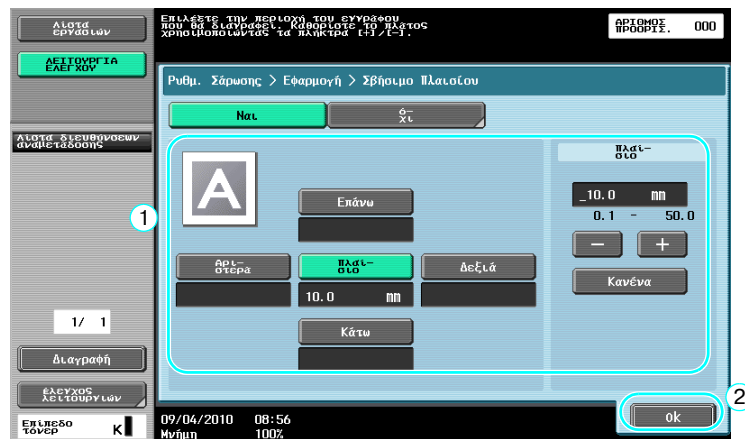 Λίστα
εργασιών
Επιλέξτε την περιοχή του εγγράφου
που θα διαγραφεί. Καθορίστε το πλάτος
χρησιμοποιώντας τα πλήκτρα [+]/[-].
ΑΡΙΘΜΟΣ
ΠΡΟΟΡΙΣ.
000
ΛΕΙΤΟΥΡΓΙΑ
ΕΛΕΓΧΟΥ
Ρυθμ. Σάρωσης > Εφαρμογή > Σβήσιμο Πλαισίου
Ναι
ό-
χι
Λίστα διευθύνσεων
αναμετάδοσης
Πλαί-
σιο
A
Επάνω
_10.0 mm
0.1 - 50.0
1
− +
Αρι-
στερά
Πλαί-
σιο
Δεξιά
Κανένα
10.0 mm
1/ 1
Κάτω
Διαγραφή
έλεγχος
λειτουργιών
2
ok
Επίπεδο
τόνερ
K
09/04/2010 08:56
Μνήμη 100%